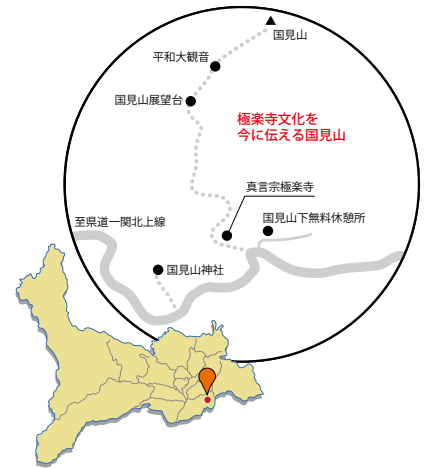 国見山
平和大観音
国見山展望台
極楽寺文化を
今に伝える国見山
真言宗極楽寺
国見山下無料休憩所
至県道一関北上線
国見山神社